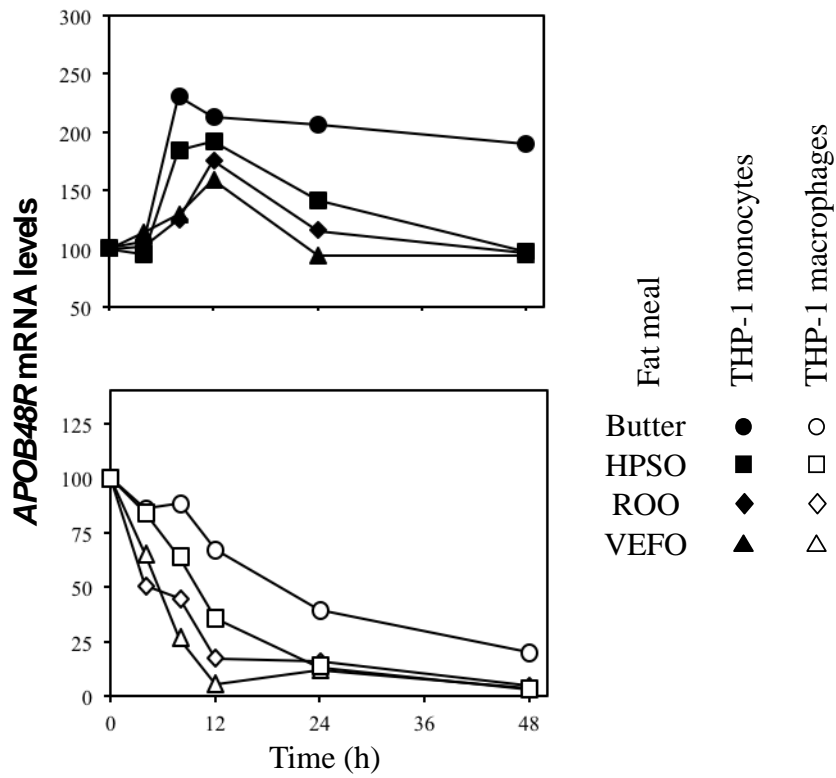 APOB48R mRNA levels
300
250
200
150
100
50
125
100
75
50
25
0
0 12 24 36 48
Time (h)
Fat meal
THP-1 monocytes
THP-1 macrophages
Butter
HPSO
ROO
VEFO